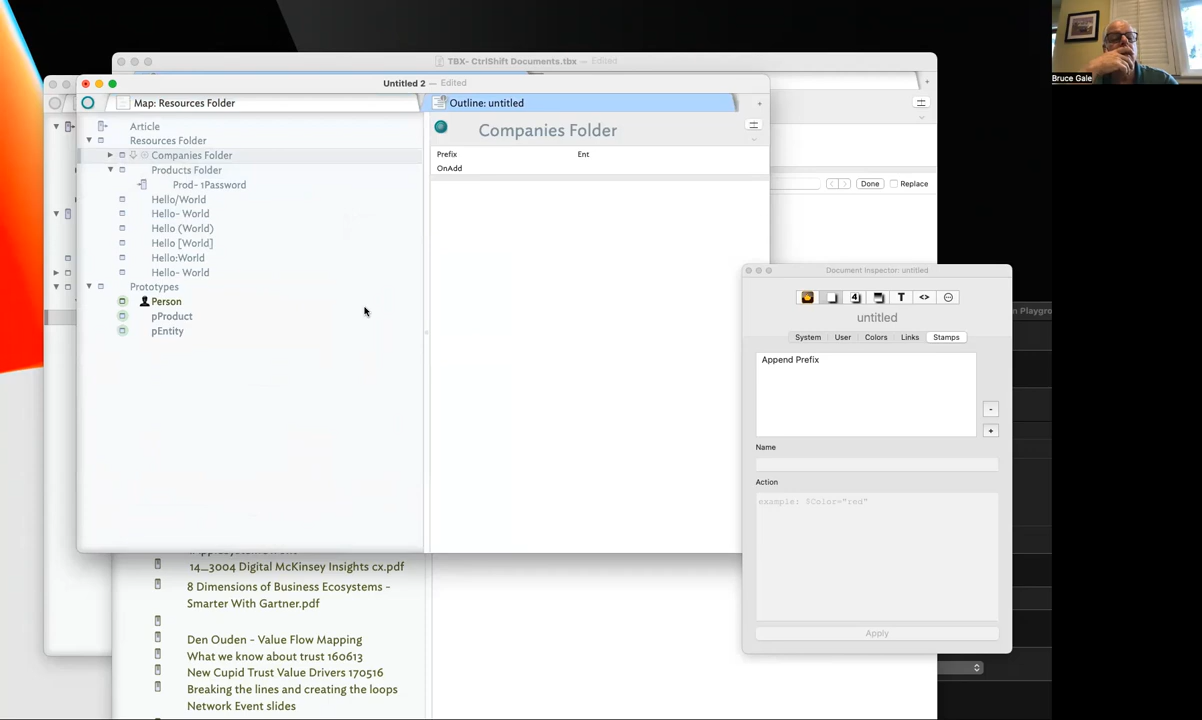 TBX- CtrlShift Documents.tbx — Edited
Untitled 2 — Edited
Map: Resources Folder
Outline: untitled
+
+
Article
Resources Folder
Companies Folder
Products Folder
Prod- 1Password
Hello/World
Hello- World
Hello (World)
Hello [World]
Hello:World
Hello- World
Prototypes
Person
pProduct
pEntity
Companies Folder
Prefix
Ent
OnAdd
Done
Replace
Document Inspector: untitled
T
<>
untitled
System
User
Colors
Links
Stamps
Append Prefix
-
+
Name
Action
example: $Color="red"
Apply
14_3004 Digital McKinsey Insights cx.pdf
8 Dimensions of Business Ecosystems -
Smarter With Gartner.pdf
Den Ouden - Value Flow Mapping
What we know about trust 160613
New Cupid Trust Value Drivers 170516
Breaking the lines and creating the loops
Network Event slides
n Playgroun
Bruce Gale